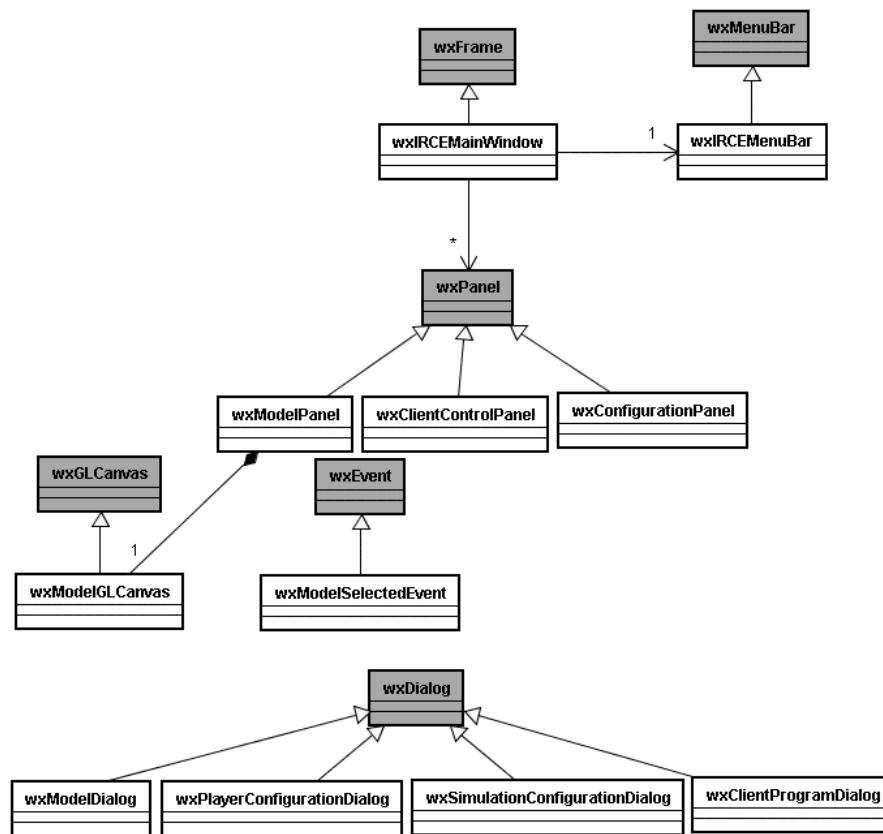 wxMenuBar
wxFrame
wxIRCEMainWindow
1
wxIRCEMenuBar
*
wxPanel
wxModelPanel
wxClientControlPanel
wxConfigurationPanel
wxGLCanvas
wxEvent
1
wxModelGLCanvas
wxModelSelectedEvent
wxDialog
wxModelDialog
wxPlayerConfigurationDialog
wxSimulationConfigurationDialog
wxClientProgramDialog